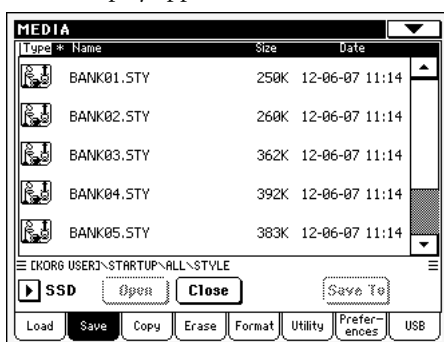 MEDIA
Type * Name Size Date
BANK01.STY 250K 12-06-07 11:14
BANK02.STY 260K 12-06-07 11:14
BANK03.STY 362K 12-06-07 11:14
BANK04.STY 392K 12-06-07 11:14
BANK05.STY 383K 12-06-07 11:14
[KORG USER]\STARTUP\ALL\STYLE
SSD Open Close Save To
Load Save Copy Erase Format Utility Prefer-ences USB